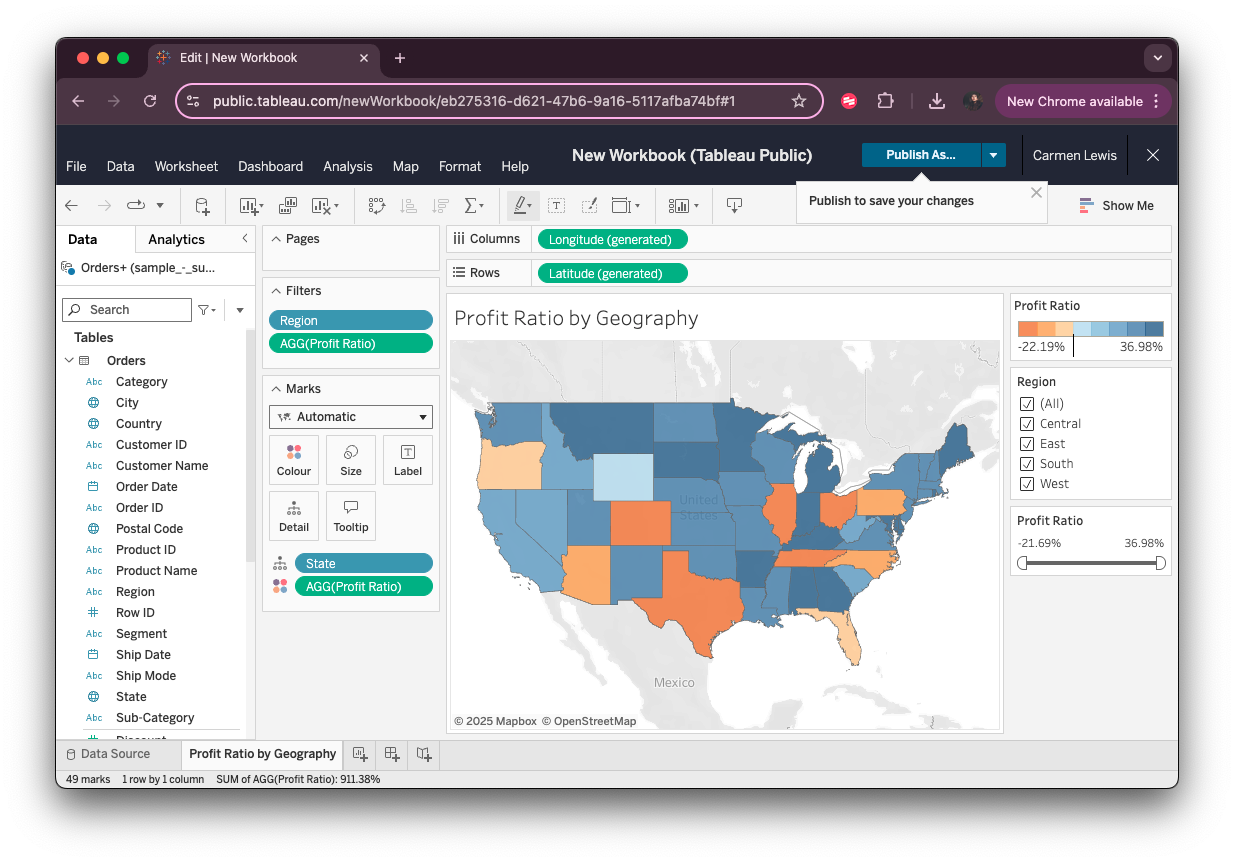 Edit | New Workbook
public.tableau.com/newWorkbook/eb275316-d621-47b6-9a16-5117afba74bf#1
New Chrome available
File Data Worksheet Dashboard Analysis Map Format Help
New Workbook (Tableau Public)
Publish As...
Carmen Lewis
Publish to save your changes
Show Me
Data
Analytics
Orders+ (sample_-_su...
Search
Tables
Orders
Abc Category
City
Country
Abc Customer ID
Abc Customer Name
Order Date
Abc Order ID
Postal Code
Abc Product ID
Abc Product Name
Abc Region
Row ID
Abc Segment
Ship Date
Abc Ship Mode
State
Abc Sub-Category
Discount
Pages
Filters
Region
AGG(Profit Ratio)
Marks
Automatic
Colour
Size
Label
Detail
Tooltip
State
AGG(Profit Ratio)
Columns
Longitude (generated)
Rows
Latitude (generated)
Profit Ratio by Geography
United
States
Mexico
© 2025 Mapbox © OpenStreetMap
Profit Ratio
-22.19% 36.98%
Region
(All)
Central
East
South
West
Profit Ratio
-21.69% 36.98%
Data Source
Profit Ratio by Geography
49 marks 1 row by 1 column SUM of AGG(Profit Ratio): 911.38%